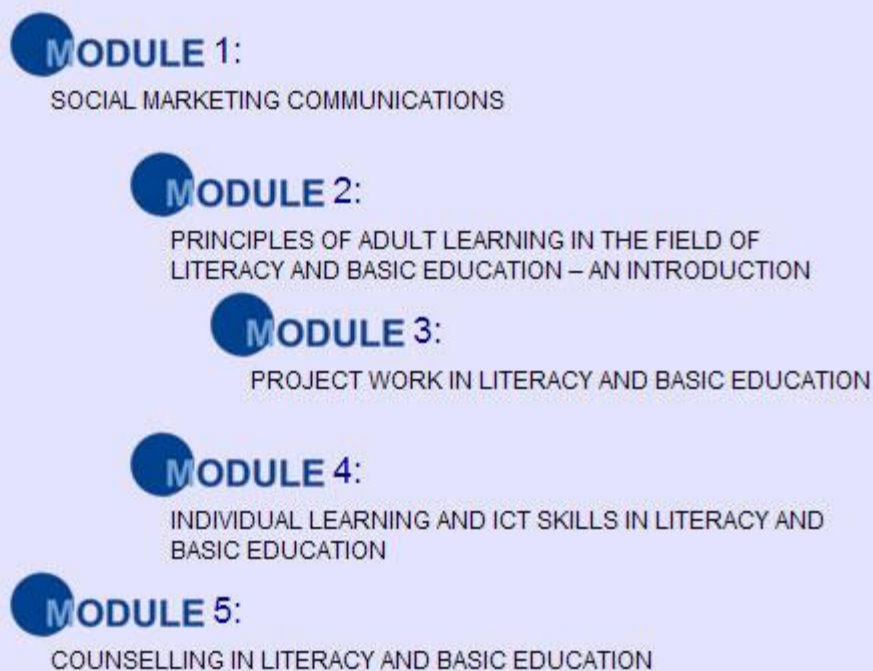 MODULE 1:
SOCIAL MARKETING COMMUNICATIONS
MODULE 2:
PRINCIPLES OF ADULT LEARNING IN THE FIELD OF
LITERACY AND BASIC EDUCATION – AN INTRODUCTION
MODULE 3:
PROJECT WORK IN LITERACY AND BASIC EDUCATION
MODULE 4:
INDIVIDUAL LEARNING AND ICT SKILLS IN LITERACY AND
BASIC EDUCATION
MODULE 5:
COUNSELLING IN LITERACY AND BASIC EDUCATION